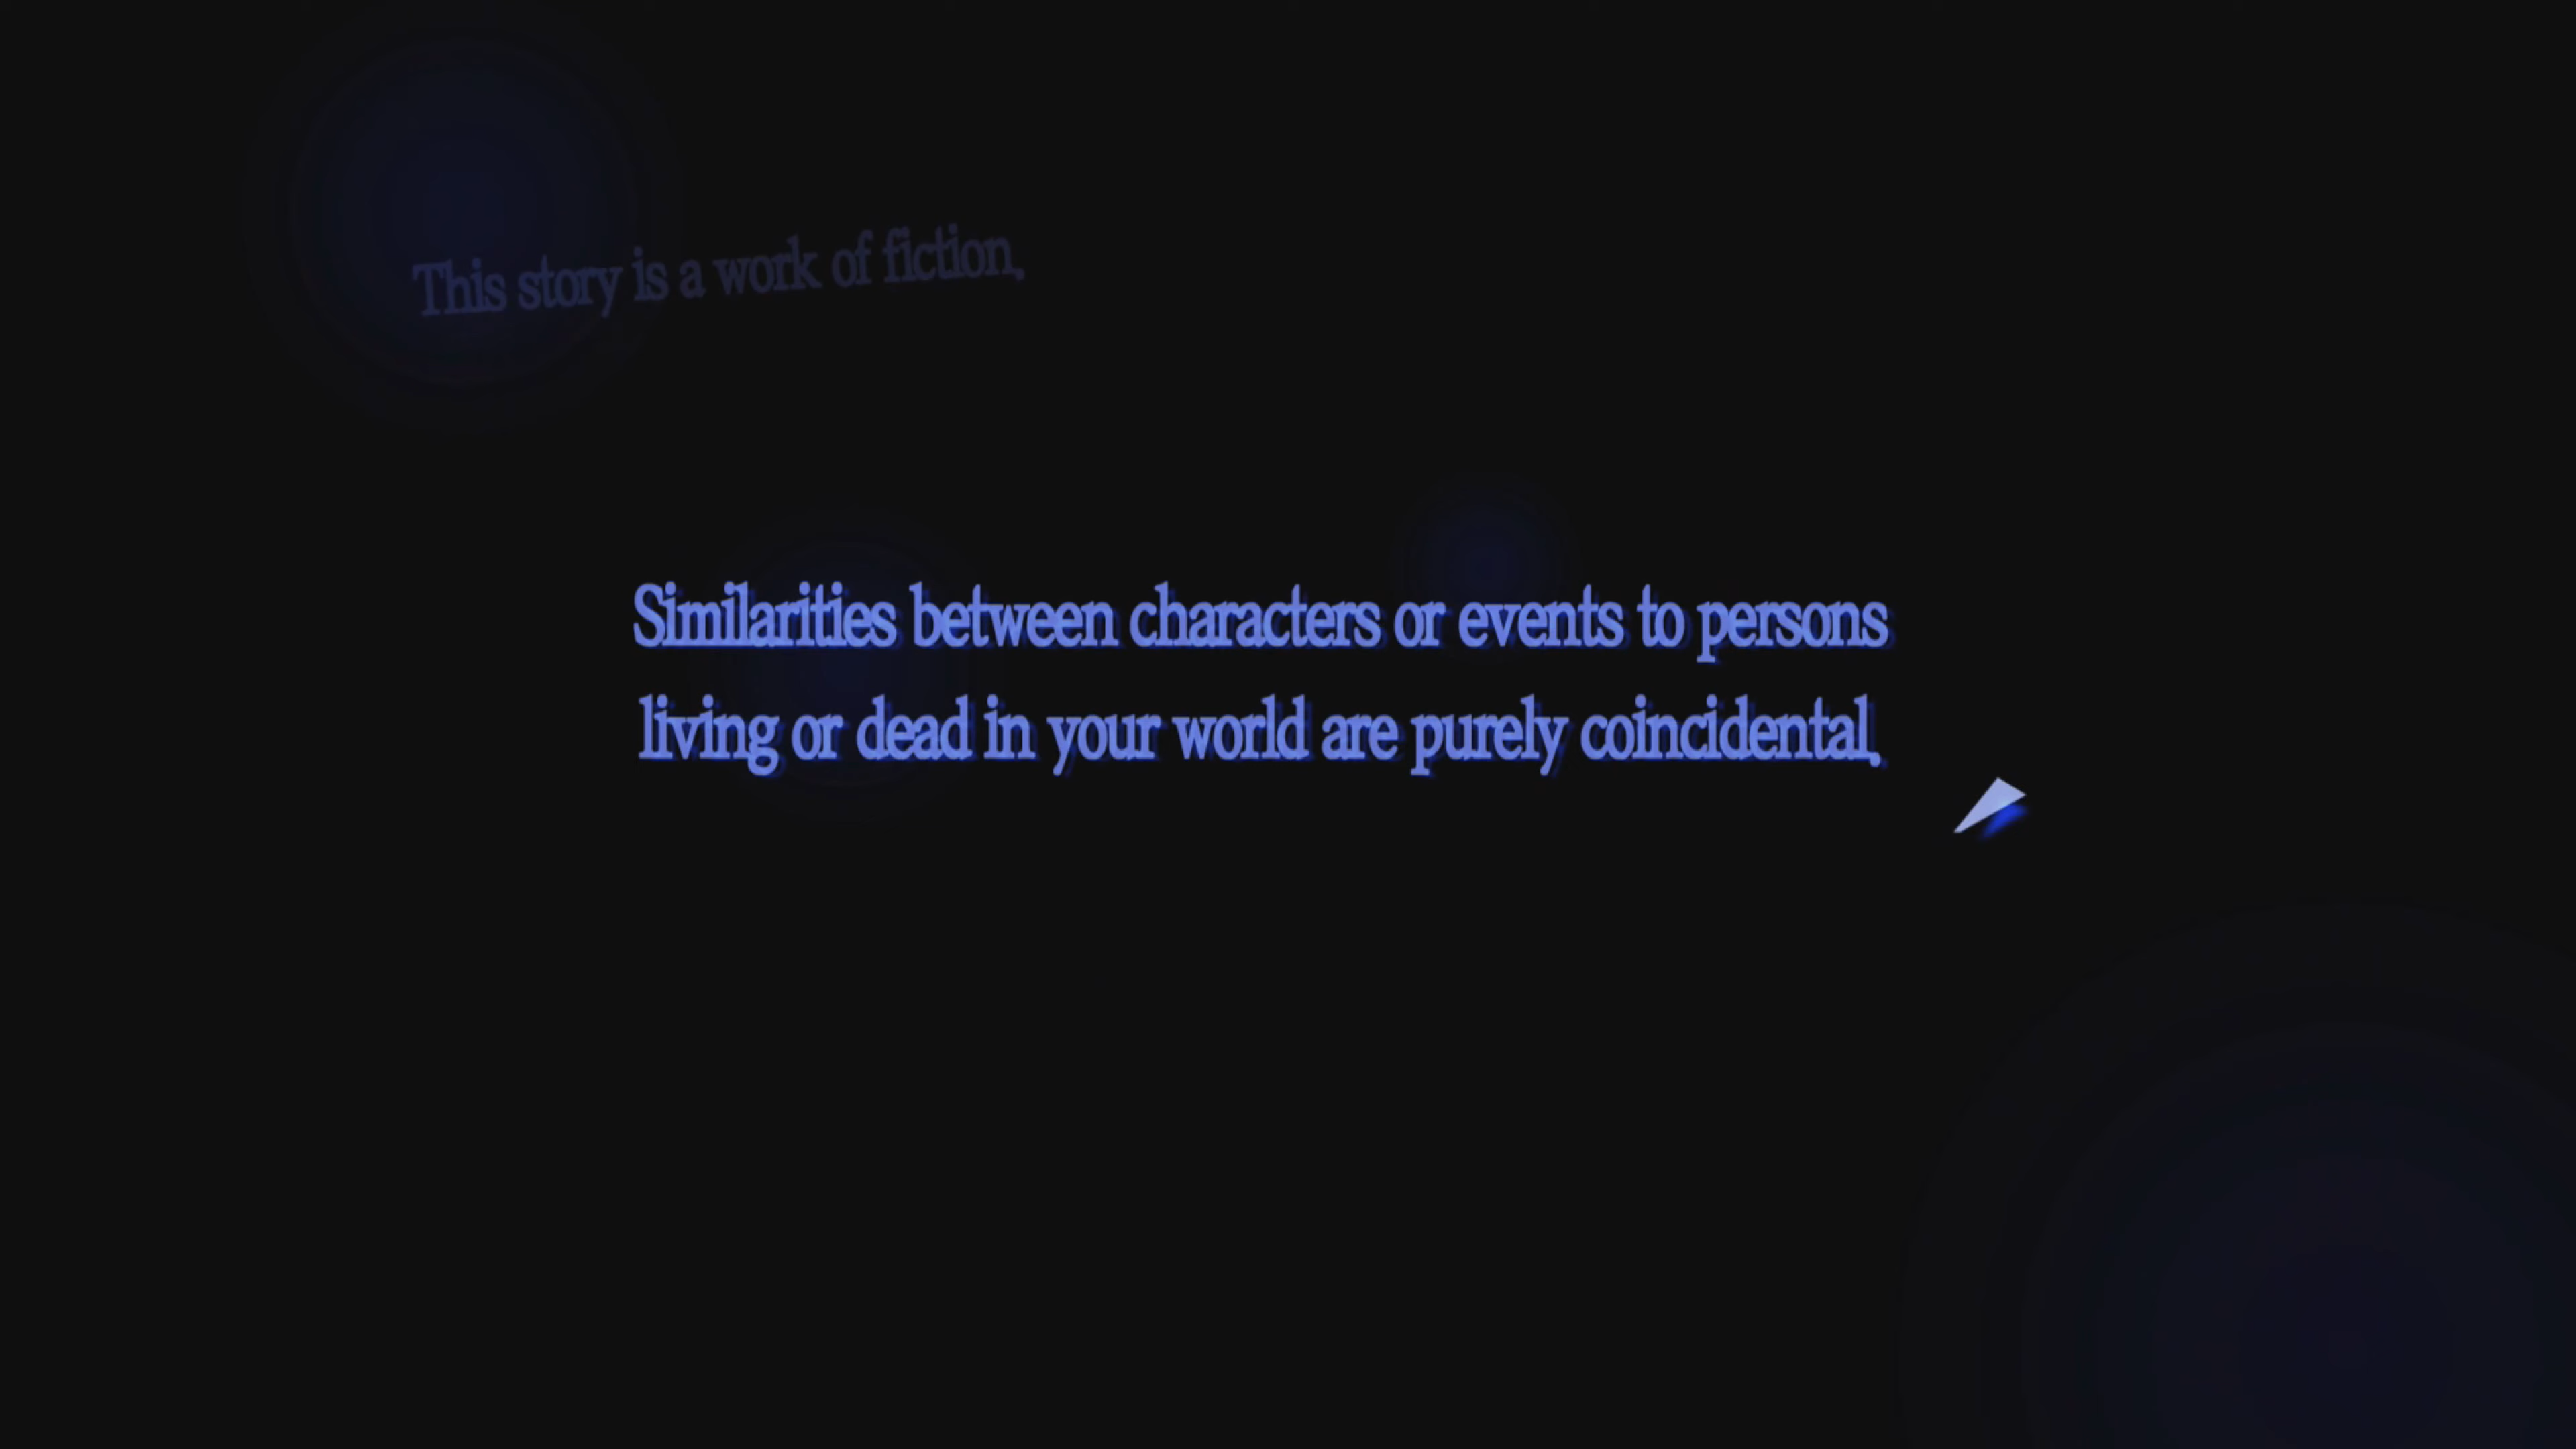 This story is a work of fiction.
Similarities between characters or events to persons
living or dead in your world are purely coincidental.